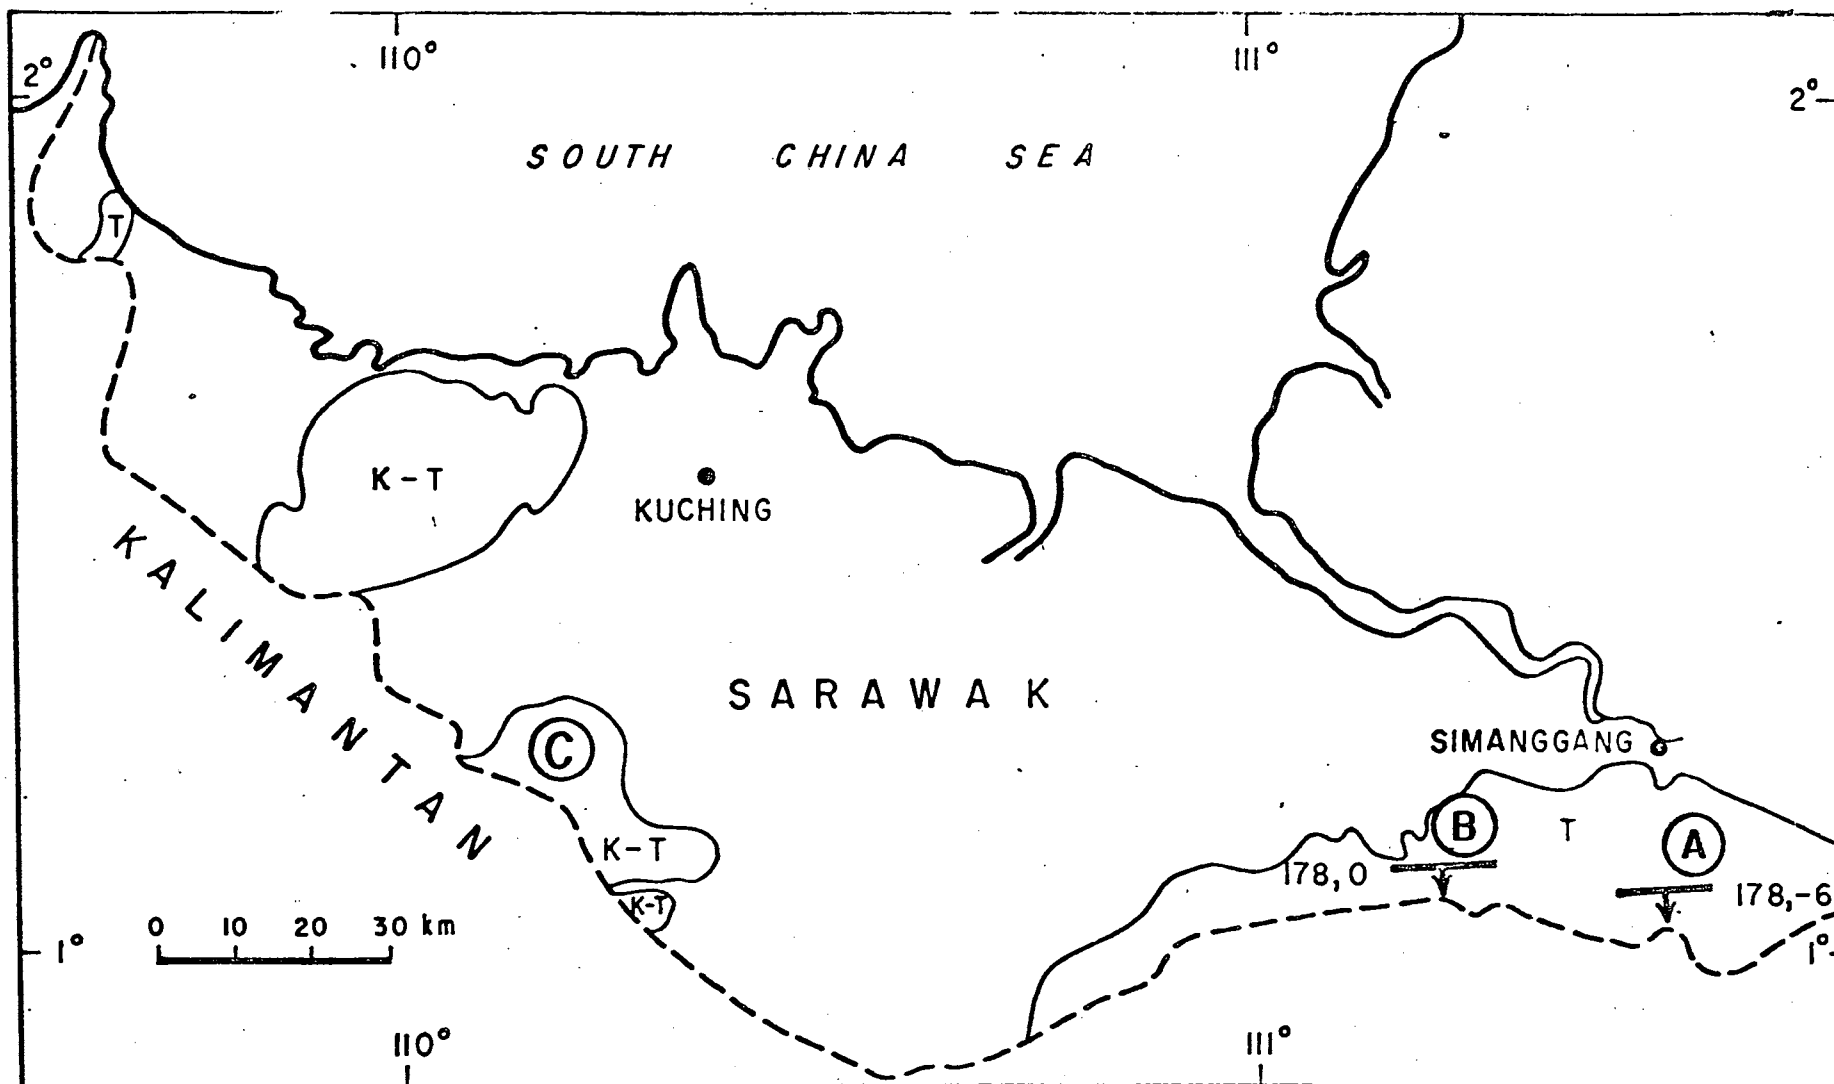 110°
111°
2°
2°
SOUTH CHINA SEA
T
K-T
KUCHING
KALIMANTAN
SARAWAK
C
SIMANGGANG
B
T
A
K-T
178,0
178,-6
K-T
0 10 20 30 km
1°
1°
110°
111°